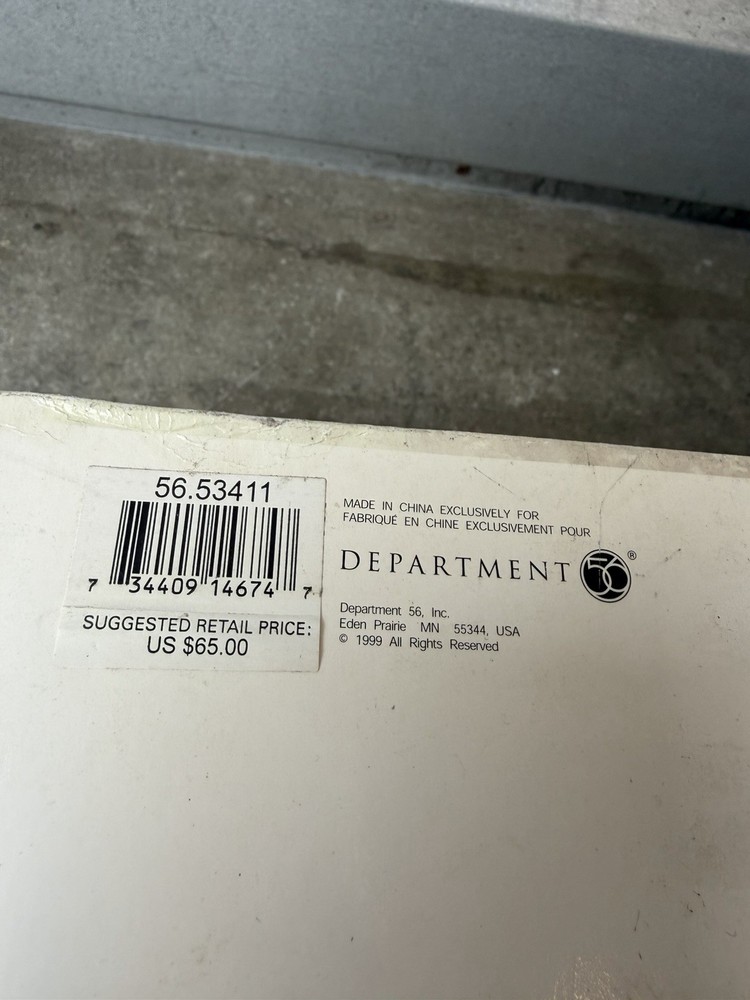 56.53411
7 34409 14674 7
SUGGESTED RETAIL PRICE:
US $65.00
MADE IN CHINA EXCLUSIVELY FOR
FABRIQUÉ EN CHINE EXCLUSIVEMENT POUR
DEPARTMENT 56®
Department 56, Inc.
Eden Prairie MN 55344, USA
© 1999 All Rights Reserved